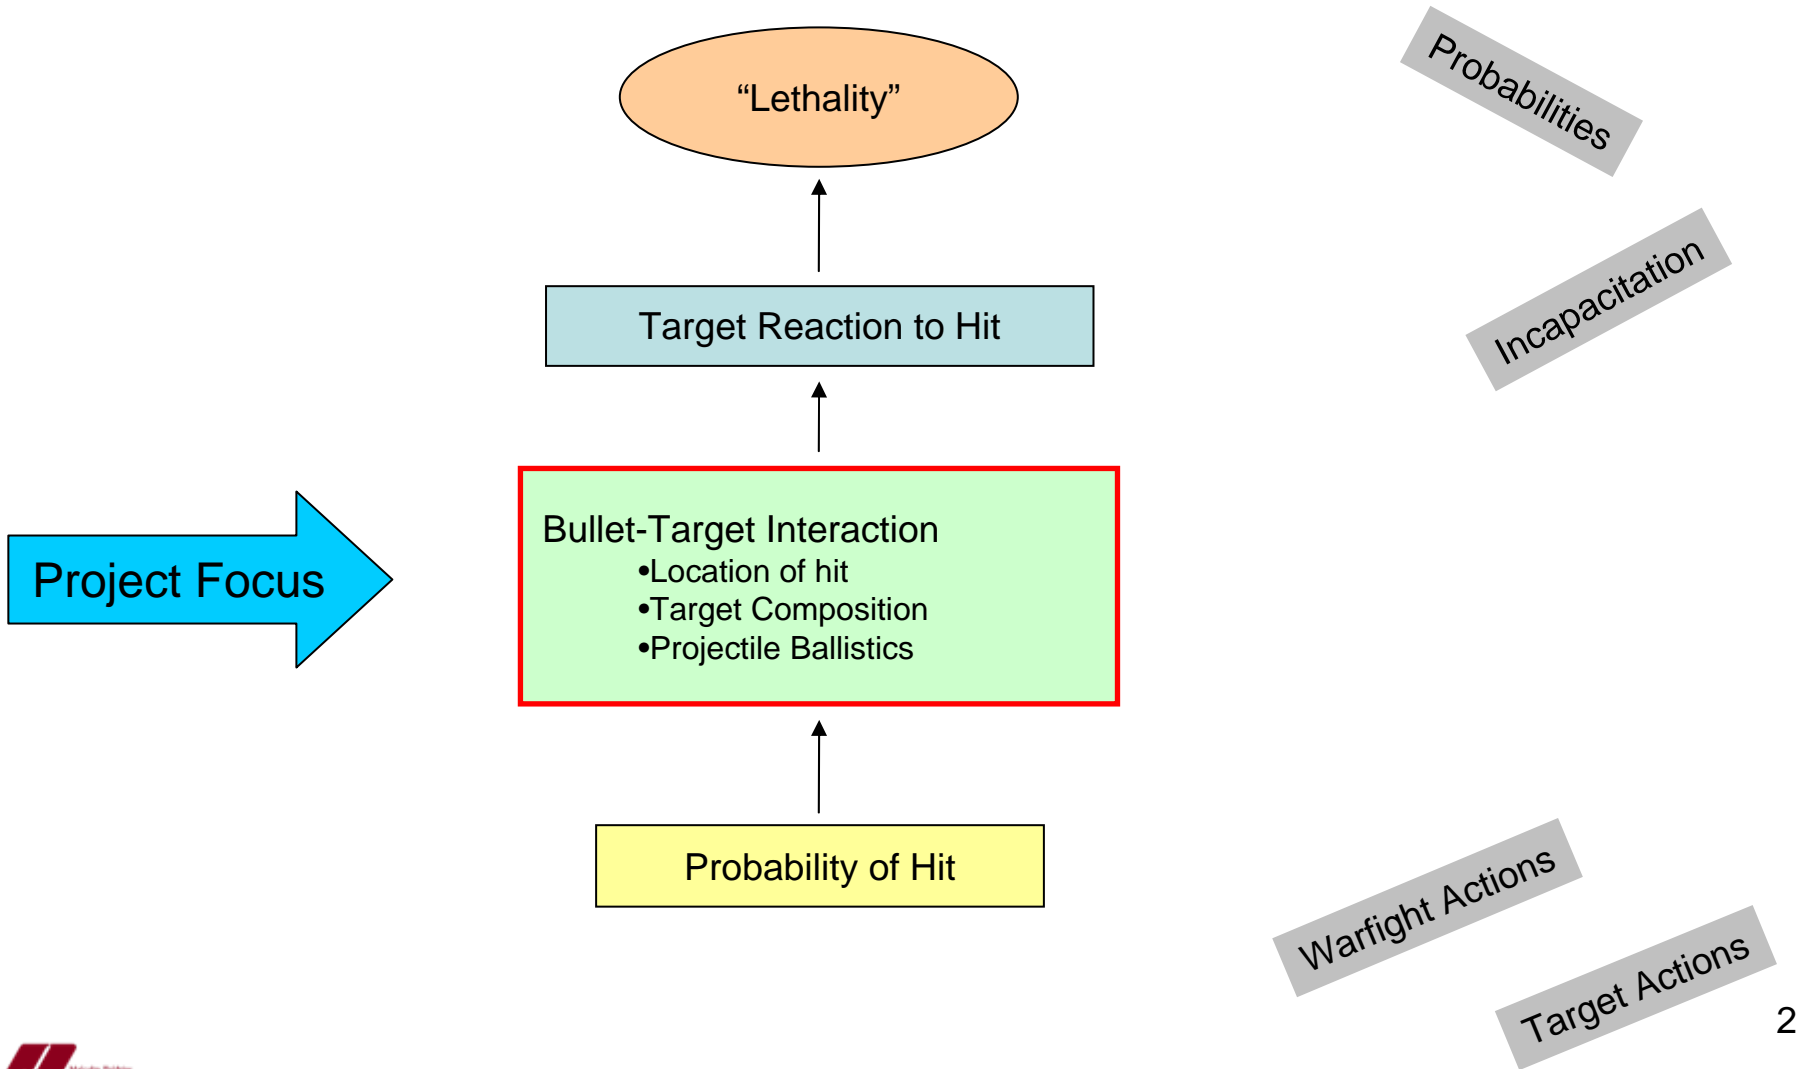 “Lethality”
Probabilities
Incapacitation
Target Reaction to Hit
Project Focus
Bullet-Target Interaction
•Location of hit
•Target Composition
•Projectile Ballistics
Probability of Hit
Warfight Actions
Target Actions
2